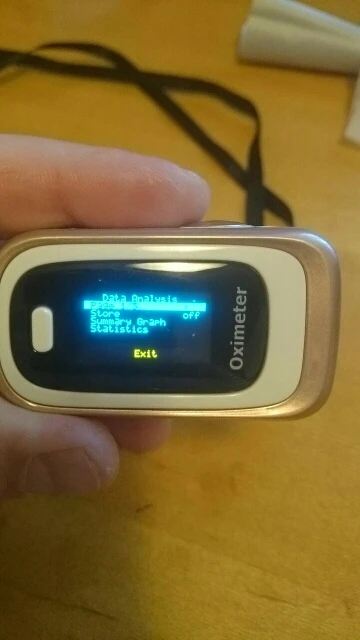 Data Analysis
Store off
Summary Graph
Statistics
Exit
Oximeter